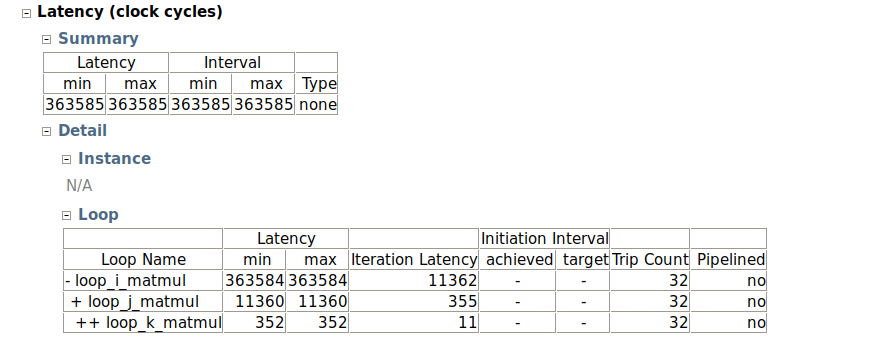 Latency (clock cycles)
Summary
Latency Interval
min max min max Type
363585 363585 363585 363585 none
Detail
Instance
N/A
Loop
Latency Initiation Interval
Loop Name min max Iteration Latency achieved target Trip Count Pipelined
- loop_i_matmul 363584 363584 11362 - - 32 no
+ loop_j_matmul 11360 11360 355 - - 32 no
++ loop_k_matmul 352 352 11 - - 32 no